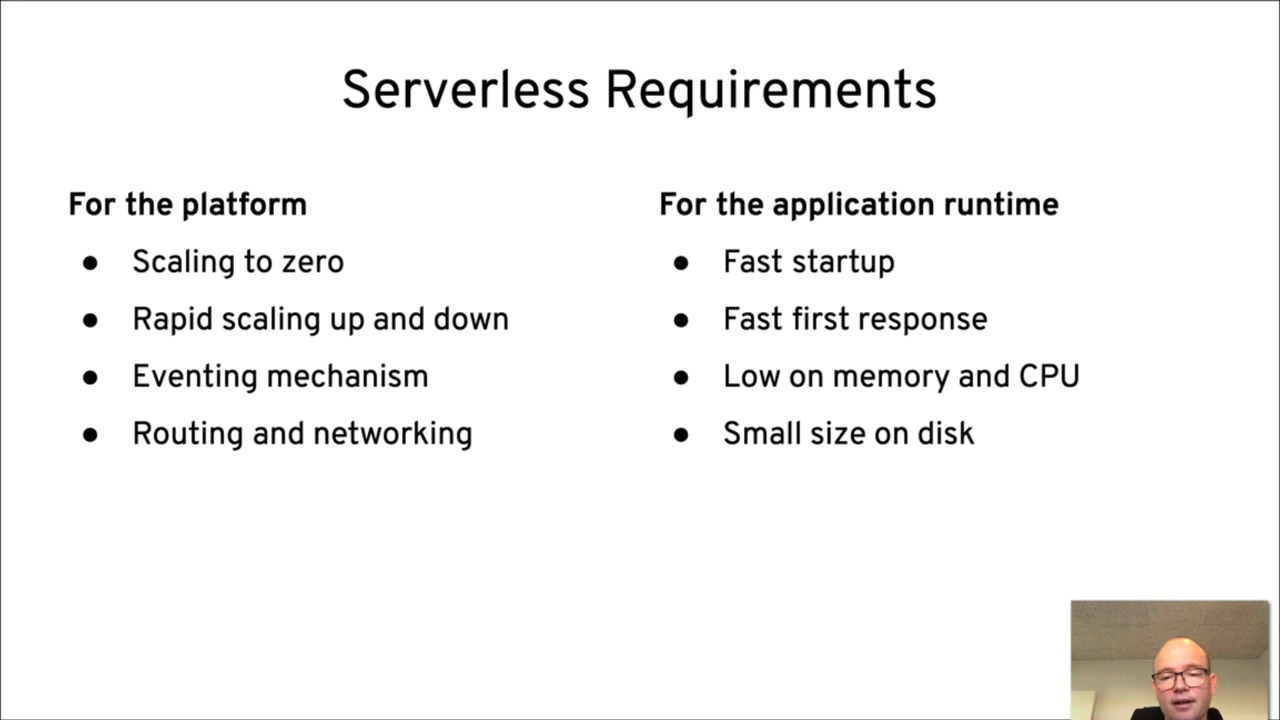 Serverless Requirements
For the platform
● Scaling to zero
● Rapid scaling up and down
● Eventing mechanism
● Routing and networking
For the application runtime
● Fast startup
● Fast first response
● Low on memory and CPU
● Small size on disk